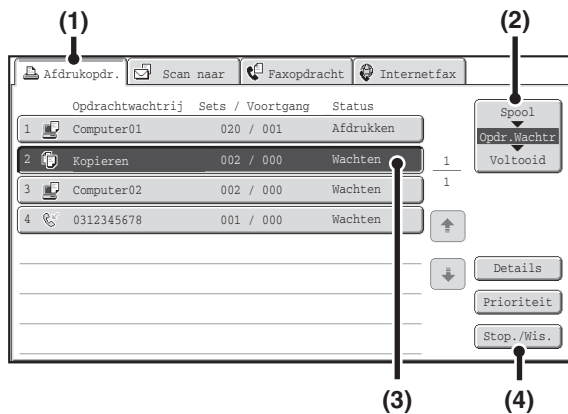 (1) (2)
Afdrukopdr. Scan naar Faxopdracht Internetfax
Opdrachtwachtrij Sets / Voortgang Status
1 Computer01 020 / 001 Afdrukken
2 Kopieren 002 / 000 Wachten
3 Computer02 002 / 000 Wachten
4 0312345678 001 / 000 Wachten
1
1
Spool
Opdr.Wachtr
Voltooid
Details
Prioriteit
Stop./Wis.
(3) (4)